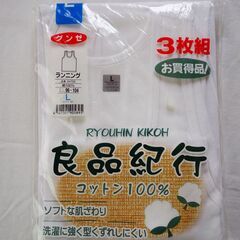 L
グンゼ
ランニング
L
96-104
L
3枚組
お買得品
RYOUHIN KIKOH
良品紀行
コットン100%
ソフトな肌ざわり
洗濯に強く型くずれしにくい